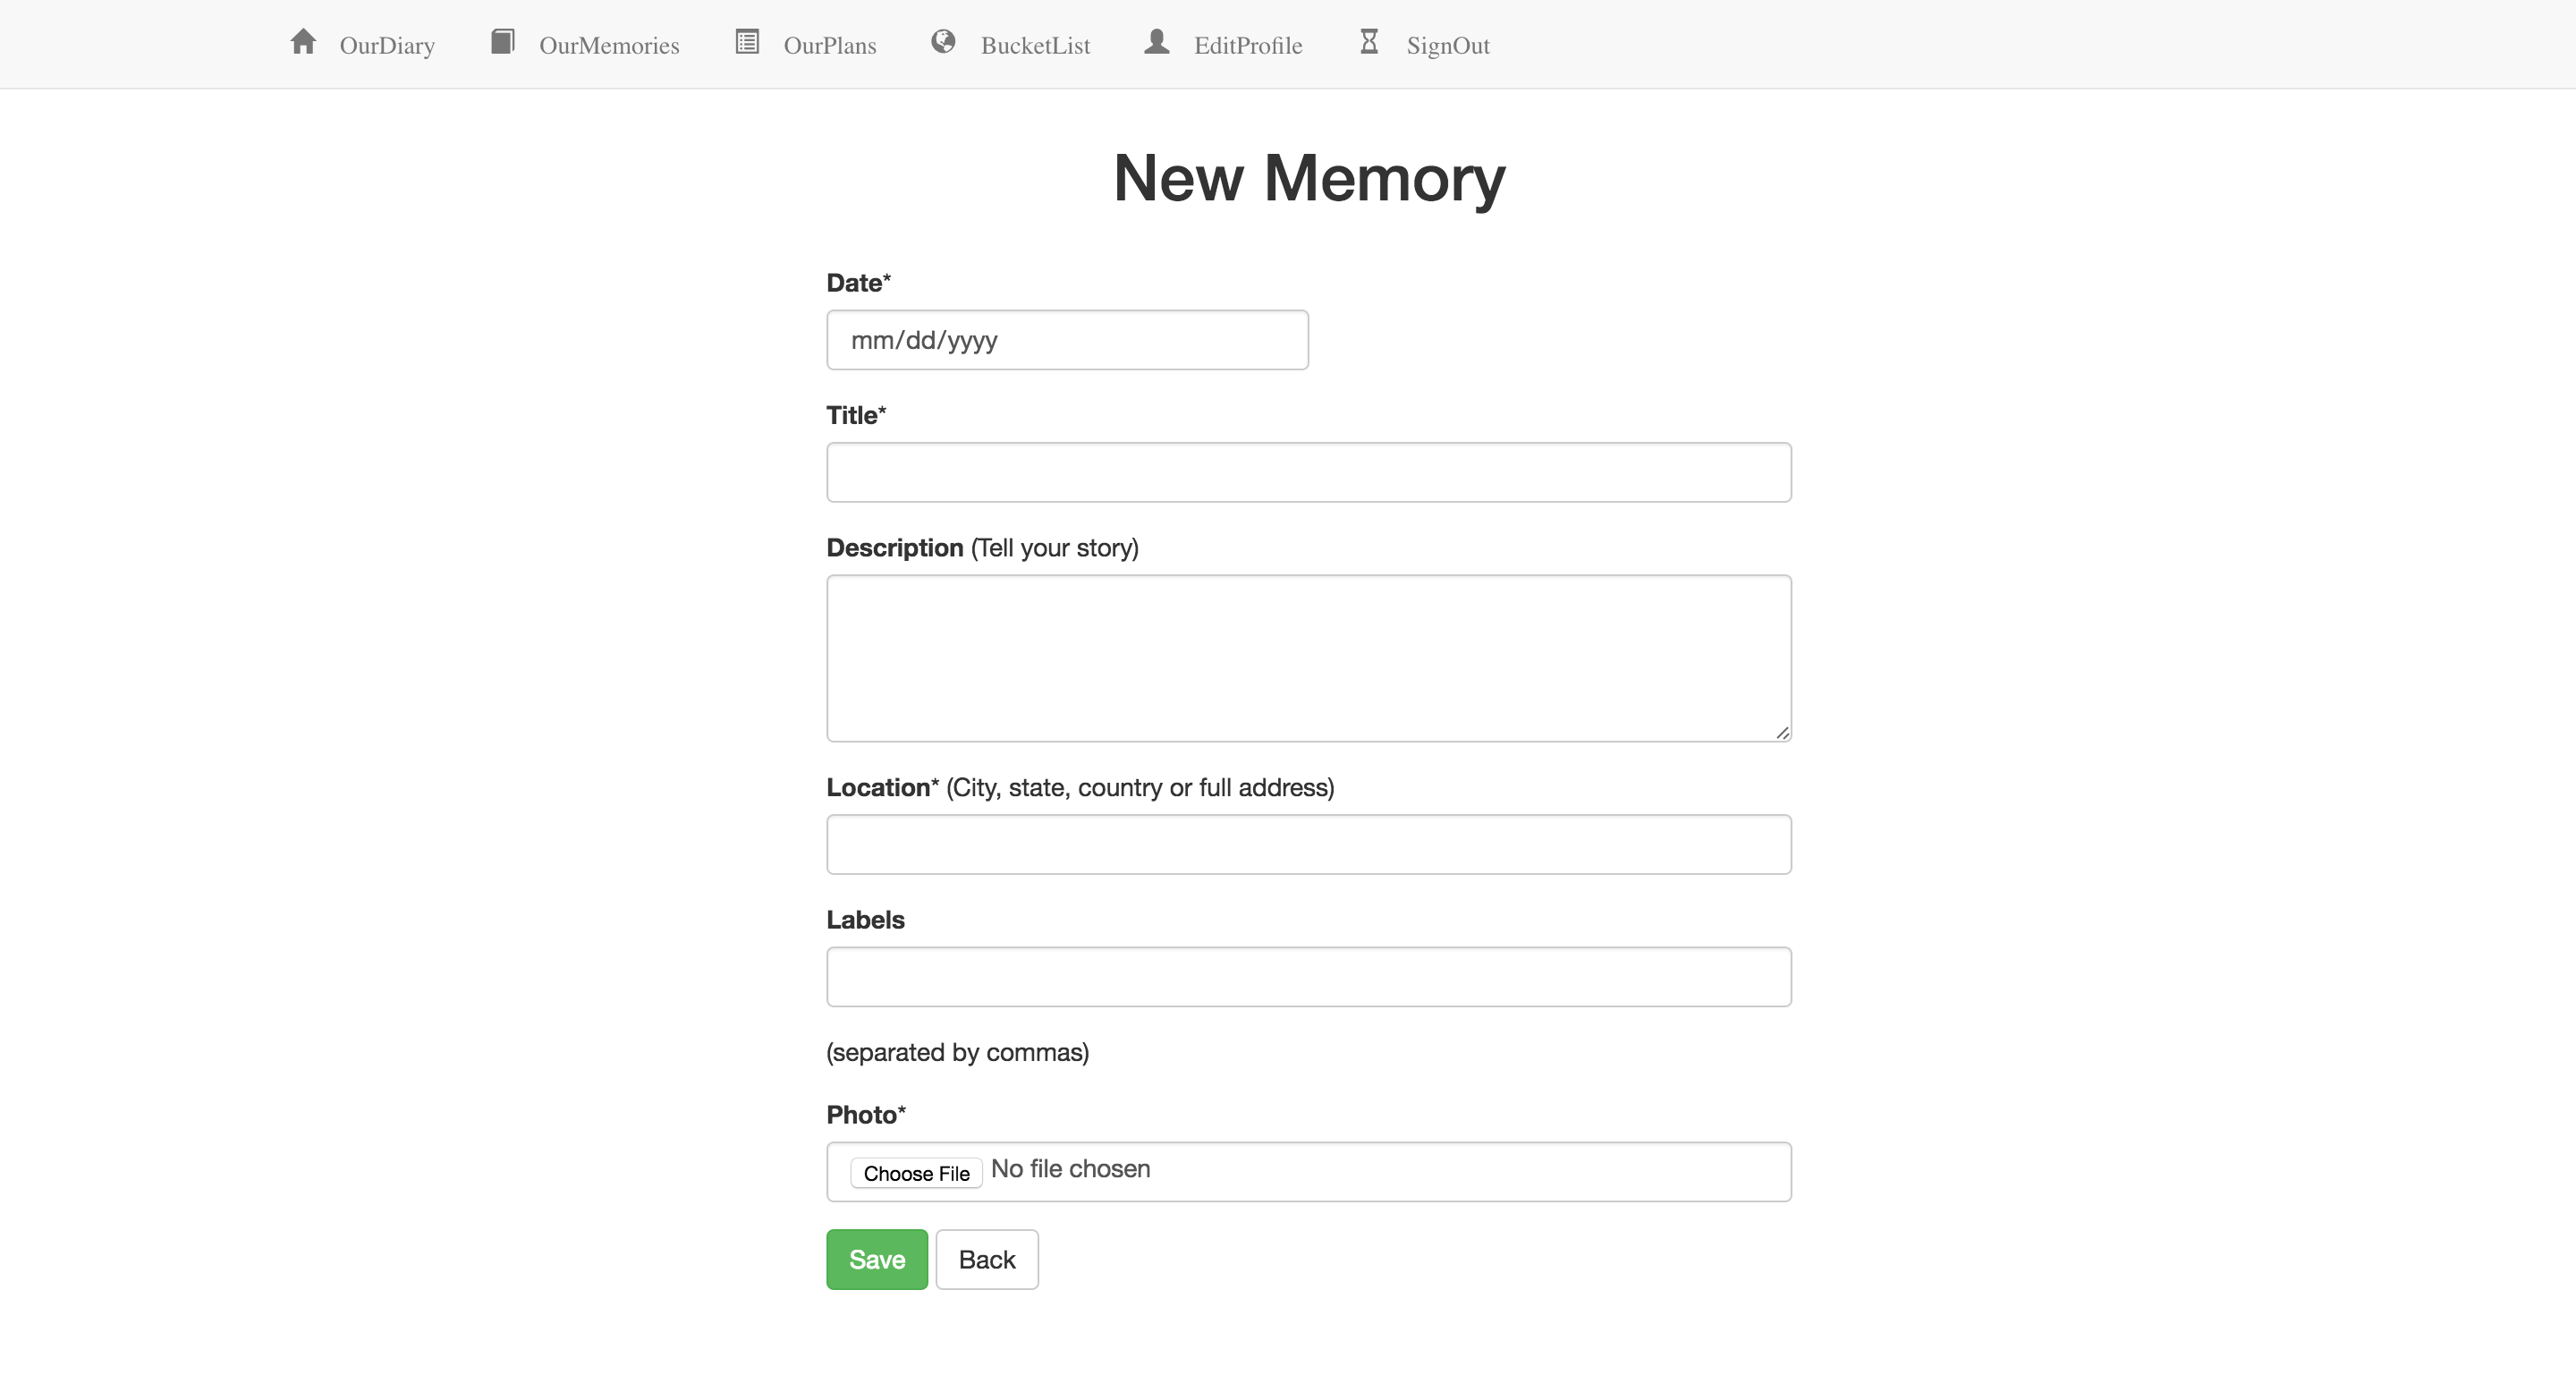 OurDiary OurMemories OurPlans BucketList EditProfile SignOut
New Memory
Date*
mm/dd/yyyy
Title*
Description (Tell your story)
Location* (City, state, country or full address)
Labels
(separated by commas)
Photo*
Choose File No file chosen
Save Back